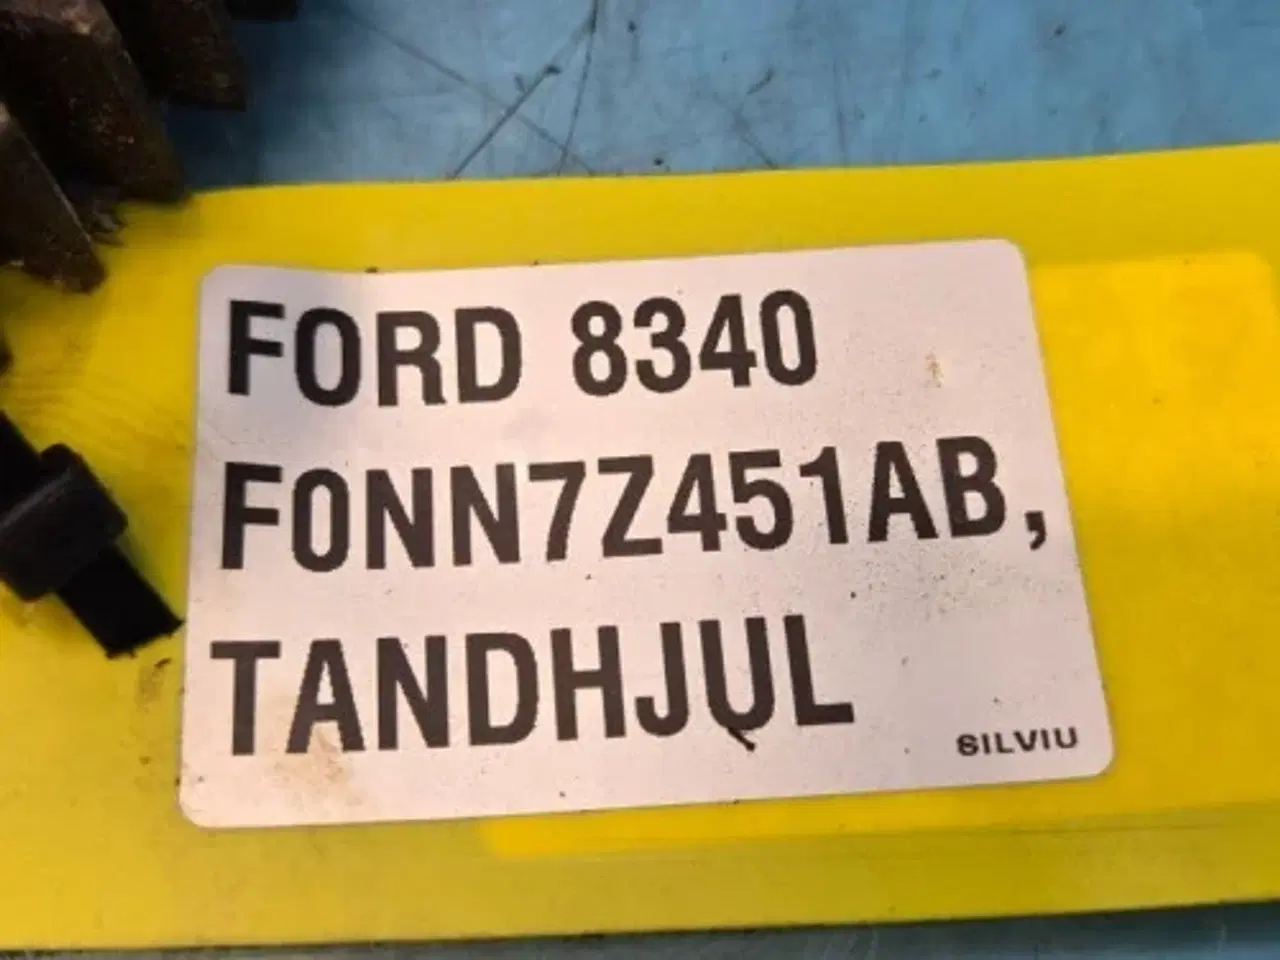 FORD 8340
F0NN7Z451AB,
TANDHJUL
SILVIU